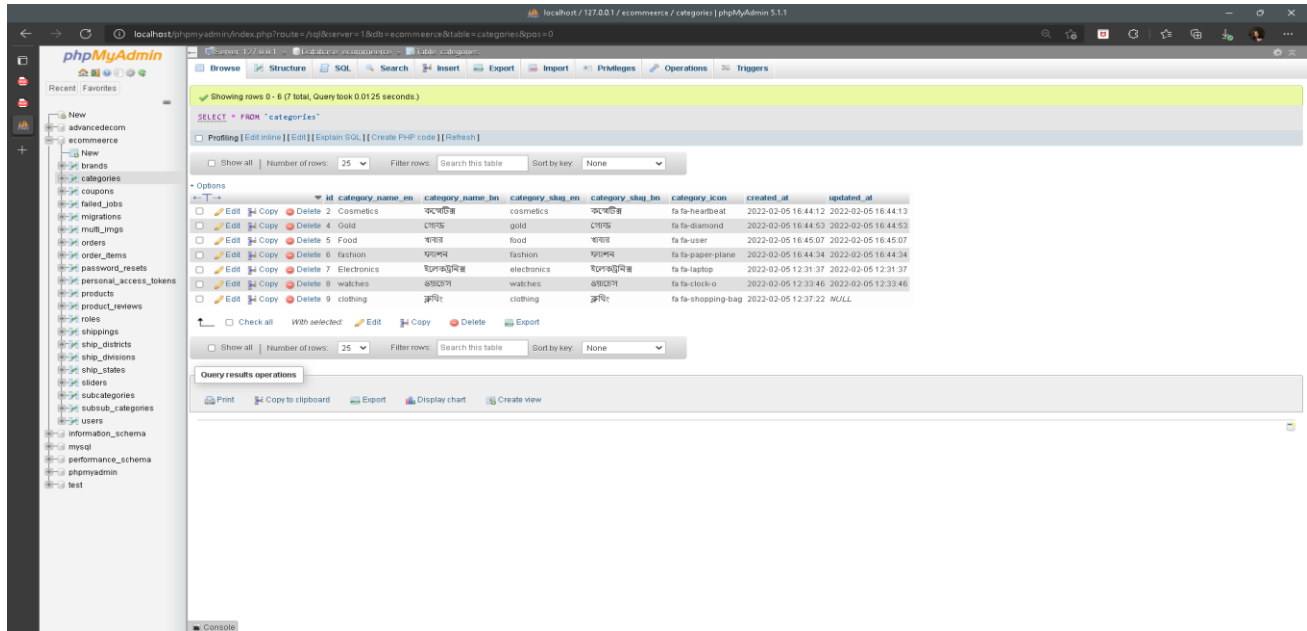 localhost / 127.0.0.1 / ecommeerce / categories | phpMyAdmin 5.1.1
localhost/phpmyadmin/index.php?route=/sql&server=1&db=ecommeerce&table=categories&pos=0
phpMyAdmin
Recent Favorites
New
advancedecom
ecommeerce
New
brands
categories
coupons
failed_jobs
migrations
multi_imgs
orders
order_items
password_resets
personal_access_tokens
products
product_reviews
roles
shippings
ship_districts
ship_divisions
ship_states
sliders
subcategories
subsub_categories
users
information_schema
mysql
performance_schema
phpmyadmin
test
Server: 127.0.0.1 » Database: ecommeerce » Table: categories
Browse Structure SQL Search Insert Export Import Privileges Operations Triggers
Showing rows 0 - 6 (7 total, Query took 0.0125 seconds.)
SELECT * FROM `categories`
Profiling [ Edit inline ] [ Edit ] [ Explain SQL ] [ Create PHP code ] [ Refresh ]
Show all | Number of rows: 25 Filter rows: Search this table Sort by key: None
+ Options
←T→ id category_name_en category_name_bn category_slug_en category_slug_bn category_icon created_at updated_at
Edit Copy Delete 2 Cosmetics কসমেটিক্স cosmetics কসমেটিক্স fa fa-heartbeat 2022-02-05 16:44:12 2022-02-05 16:44:13
Edit Copy Delete 4 Gold গোল্ড gold গোল্ড fa fa-diamond 2022-02-05 16:44:53 2022-02-05 16:44:53
Edit Copy Delete 5 Food খাবার food খাবার fa fa-user 2022-02-05 16:45:07 2022-02-05 16:45:07
Edit Copy Delete 6 fashion ফ্যাশন fashion ফ্যাশন fa fa-paper-plane 2022-02-05 16:44:34 2022-02-05 16:44:34
Edit Copy Delete 7 Electronics ইলেকট্রনিক্স electronics ইলেকট্রনিক্স fa fa-laptop 2022-02-05 12:31:37 2022-02-05 12:31:37
Edit Copy Delete 8 watches ওয়াচেস watches ওয়াচেস fa fa-clock-o 2022-02-05 12:33:46 2022-02-05 12:33:46
Edit Copy Delete 9 clothing ক্লথিং clothing ক্লথিং fa fa-shopping-bag 2022-02-05 12:37:22 NULL
Check all With selected: Edit Copy Delete Export
Show all | Number of rows: 25 Filter rows: Search this table Sort by key: None
Query results operations
Print Copy to clipboard Export Display chart Create view
Console